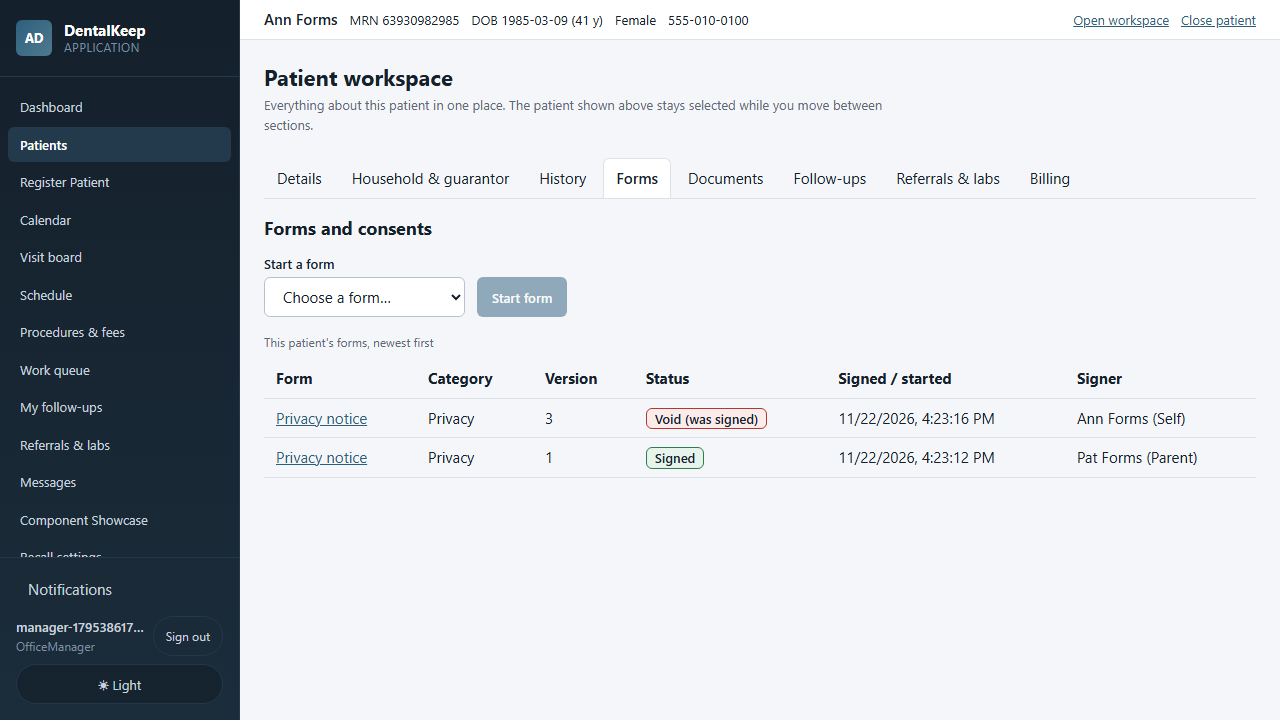 AD
DentalKeep
APPLICATION
Dashboard
Patients
Register Patient
Calendar
Visit board
Schedule
Procedures & fees
Work queue
My follow-ups
Referrals & labs
Messages
Component Showcase
Recall settings
Notifications
manager-179538617...
OfficeManager
Sign out
☀ Light
Ann Forms MRN 63930982985 DOB 1985-03-09 (41 y) Female 555-010-0100 Open workspace Close patient
Patient workspace
Everything about this patient in one place. The patient shown above stays selected while you move between
sections.
Details Household & guarantor History Forms Documents Follow-ups Referrals & labs Billing
Forms and consents
Start a form
Choose a form... Start form
This patient's forms, newest first
Form Category Version Status Signed / started Signer
Privacy notice Privacy 3 Void (was signed) 11/22/2026, 4:23:16 PM Ann Forms (Self)
Privacy notice Privacy 1 Signed 11/22/2026, 4:23:12 PM Pat Forms (Parent)